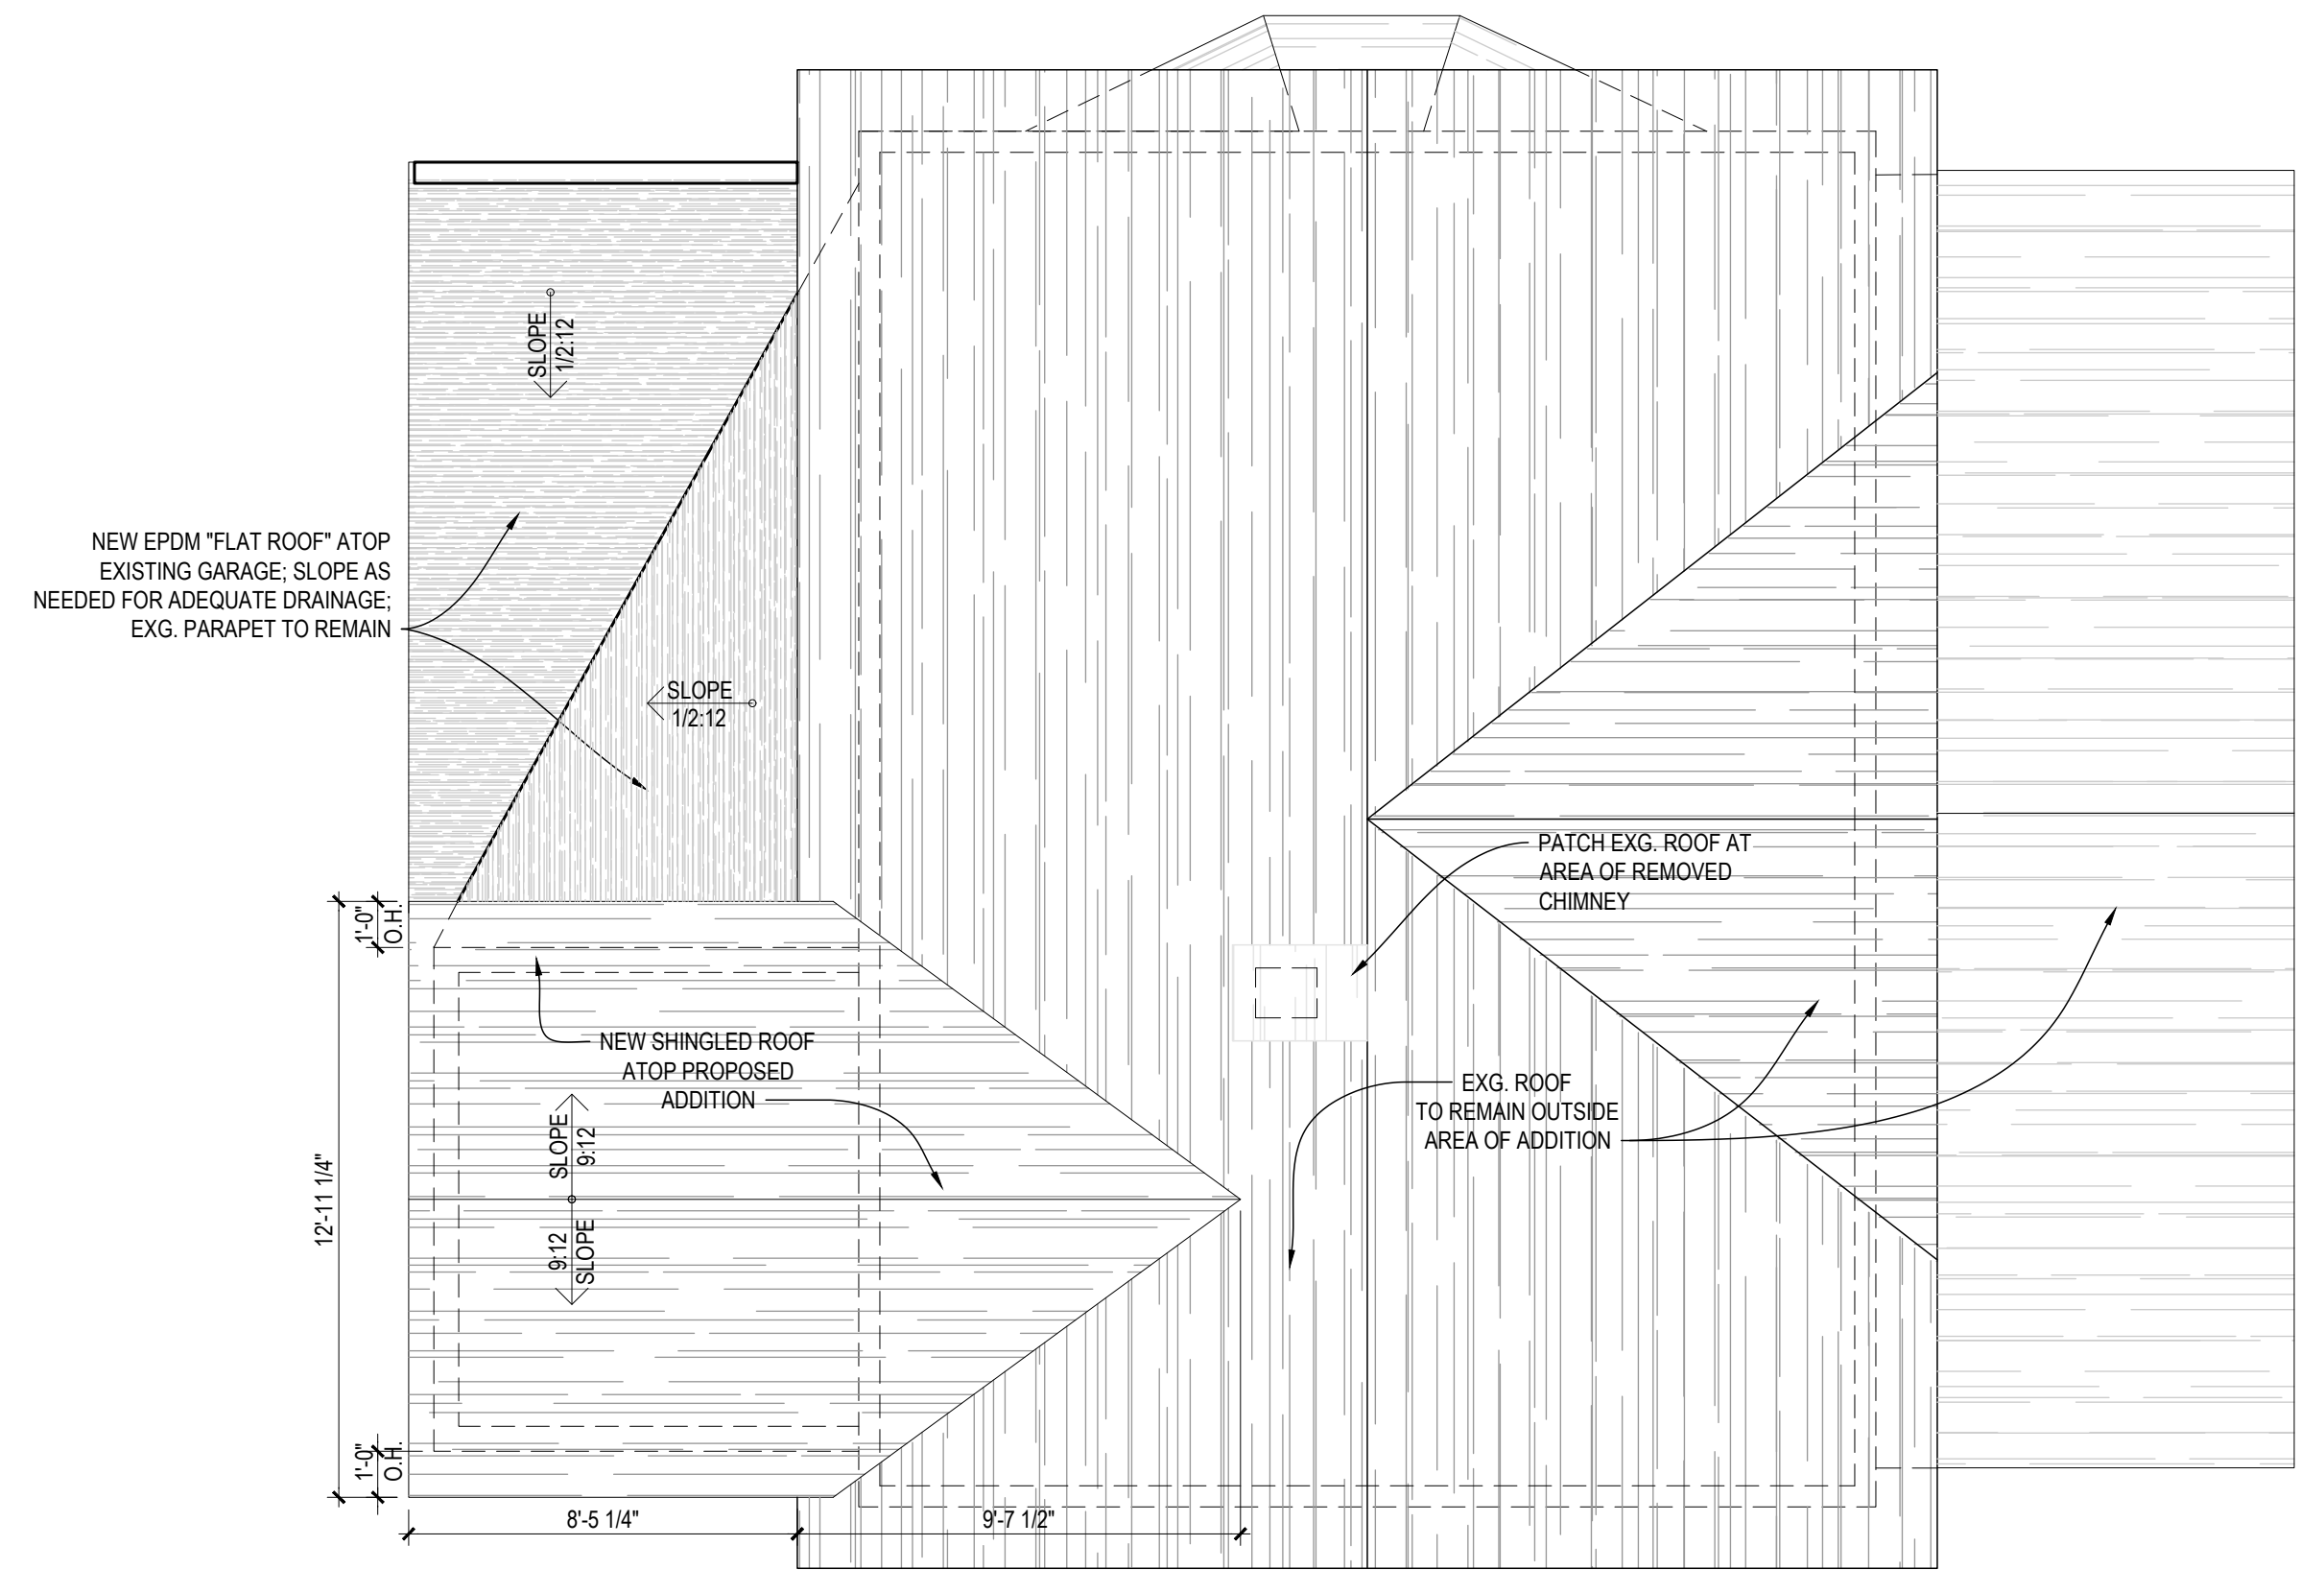 SLOPE
1/2:12
NEW EPDM "FLAT ROOF" ATOP
EXISTING GARAGE; SLOPE AS
NEEDED FOR ADEQUATE DRAINAGE;
EXG. PARAPET TO REMAIN
SLOPE
1/2:12
PATCH EXG. ROOF AT
AREA OF REMOVED
CHIMNEY
1'-0"
O.H.
NEW SHINGLED ROOF
ATOP PROPOSED
ADDITION
EXG. ROOF
TO REMAIN OUTSIDE
AREA OF ADDITION
SLOPE
9:12
12'-11 1/4"
9:12
SLOPE
1'-0"
O.H.
8'-5 1/4"
9'-7 1/2"